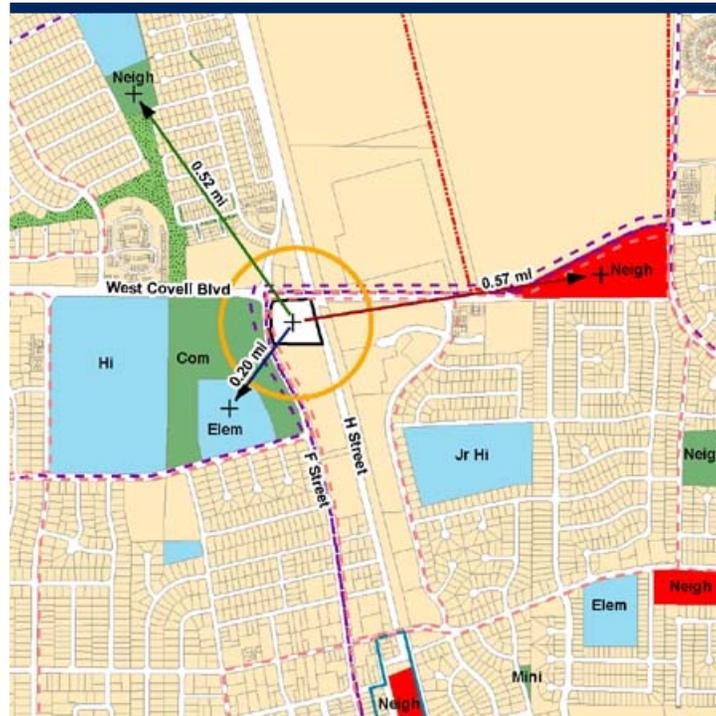 Neigh
0.52 mi
0.57 mi
Neigh
West Covell Blvd
Hi
Com
0.20 mi
Elem
H Street
F Street
Jr Hi
Neig
Elem
Neigh
Mini
Neigh